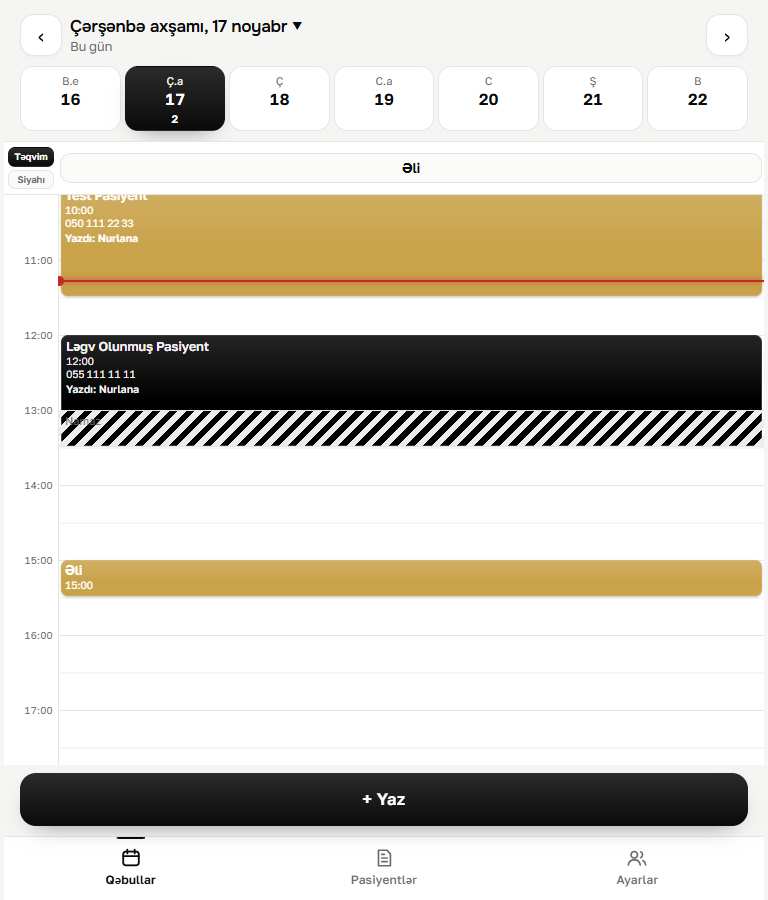 ‹
Çərşənbə axşamı, 17 noyabr ▼
Bu gün
›
B.e
16
Ç.a
17
2
Ç
18
C.a
19
C
20
Ş
21
B
22
Təqvim
Siyahı
Əli
Test Pasiyent
10:00
050 111 22 33
Yazdı: Nurlana
11:00
12:00
Ləğv Olunmuş Pasiyent
12:00
055 111 11 11
Yazdı: Nurlana
13:00
Namaz
14:00
15:00
Əli
15:00
16:00
17:00
+ Yaz
Qəbullar
Pasiyentlər
Ayarlar